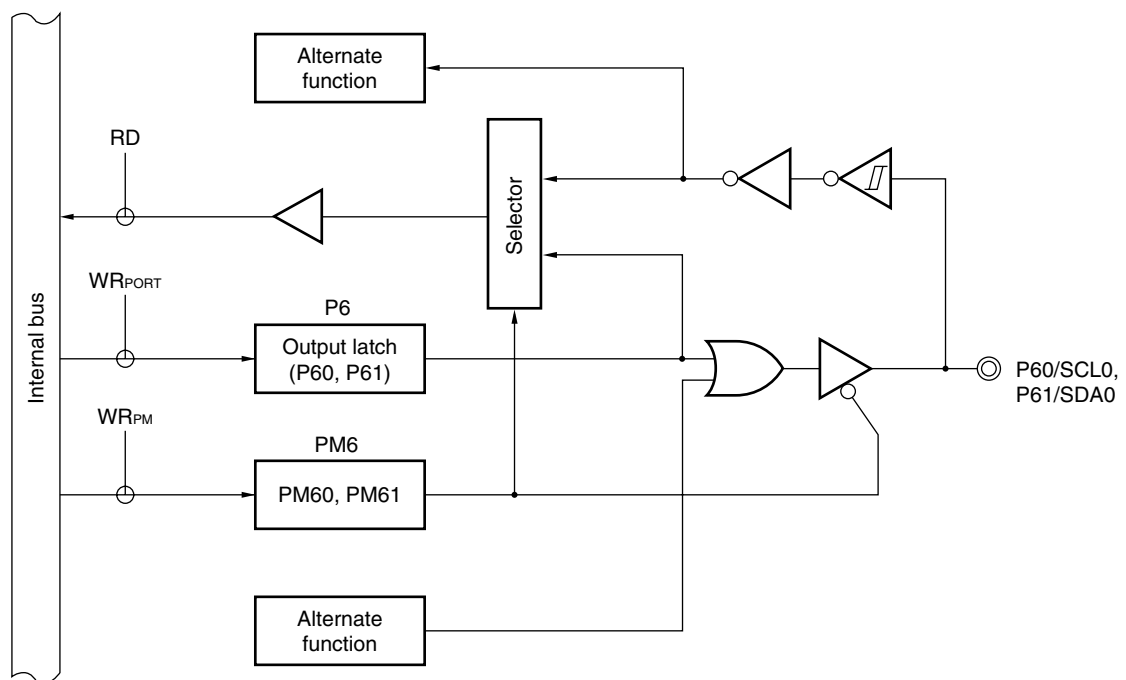 Alternate
function
RD
Selector
WRPORT
P6
Internal bus
Output latch
(P60, P61)
P60/SCL0,
P61/SDA0
WRPM
PM6
PM60, PM61
Alternate
function